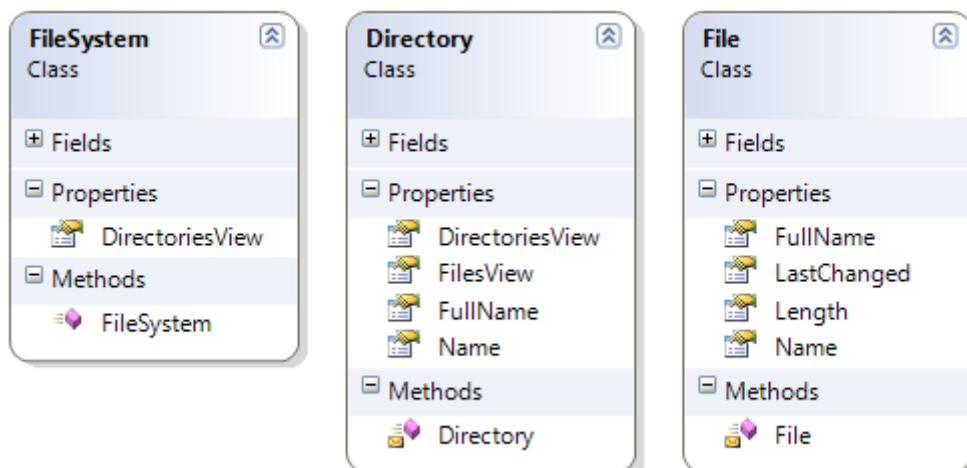 FileSystem
Class
Fields
Properties
DirectoriesView
Methods
FileSystem
Directory
Class
Fields
Properties
DirectoriesView
FilesView
FullName
Name
Methods
Directory
File
Class
Fields
Properties
FullName
LastChanged
Length
Name
Methods
File